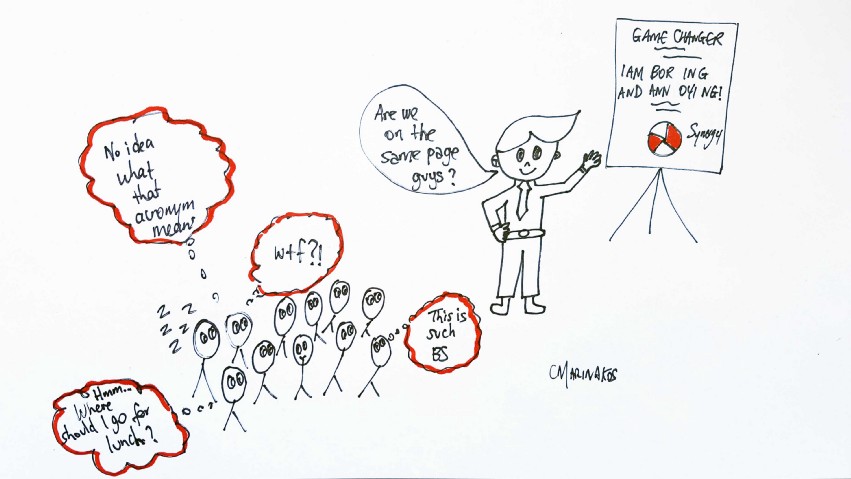 GAME CHANGER
I AM BOR ING
AND ANN OYING!
Synergy
Are we
on the
same page
guys?
No idea
what
that
acronym
means
wtf?!
z z
z z
z
This is
such
BS
Hmm...
Where
should I go for
lunch?
CMARINAKOS